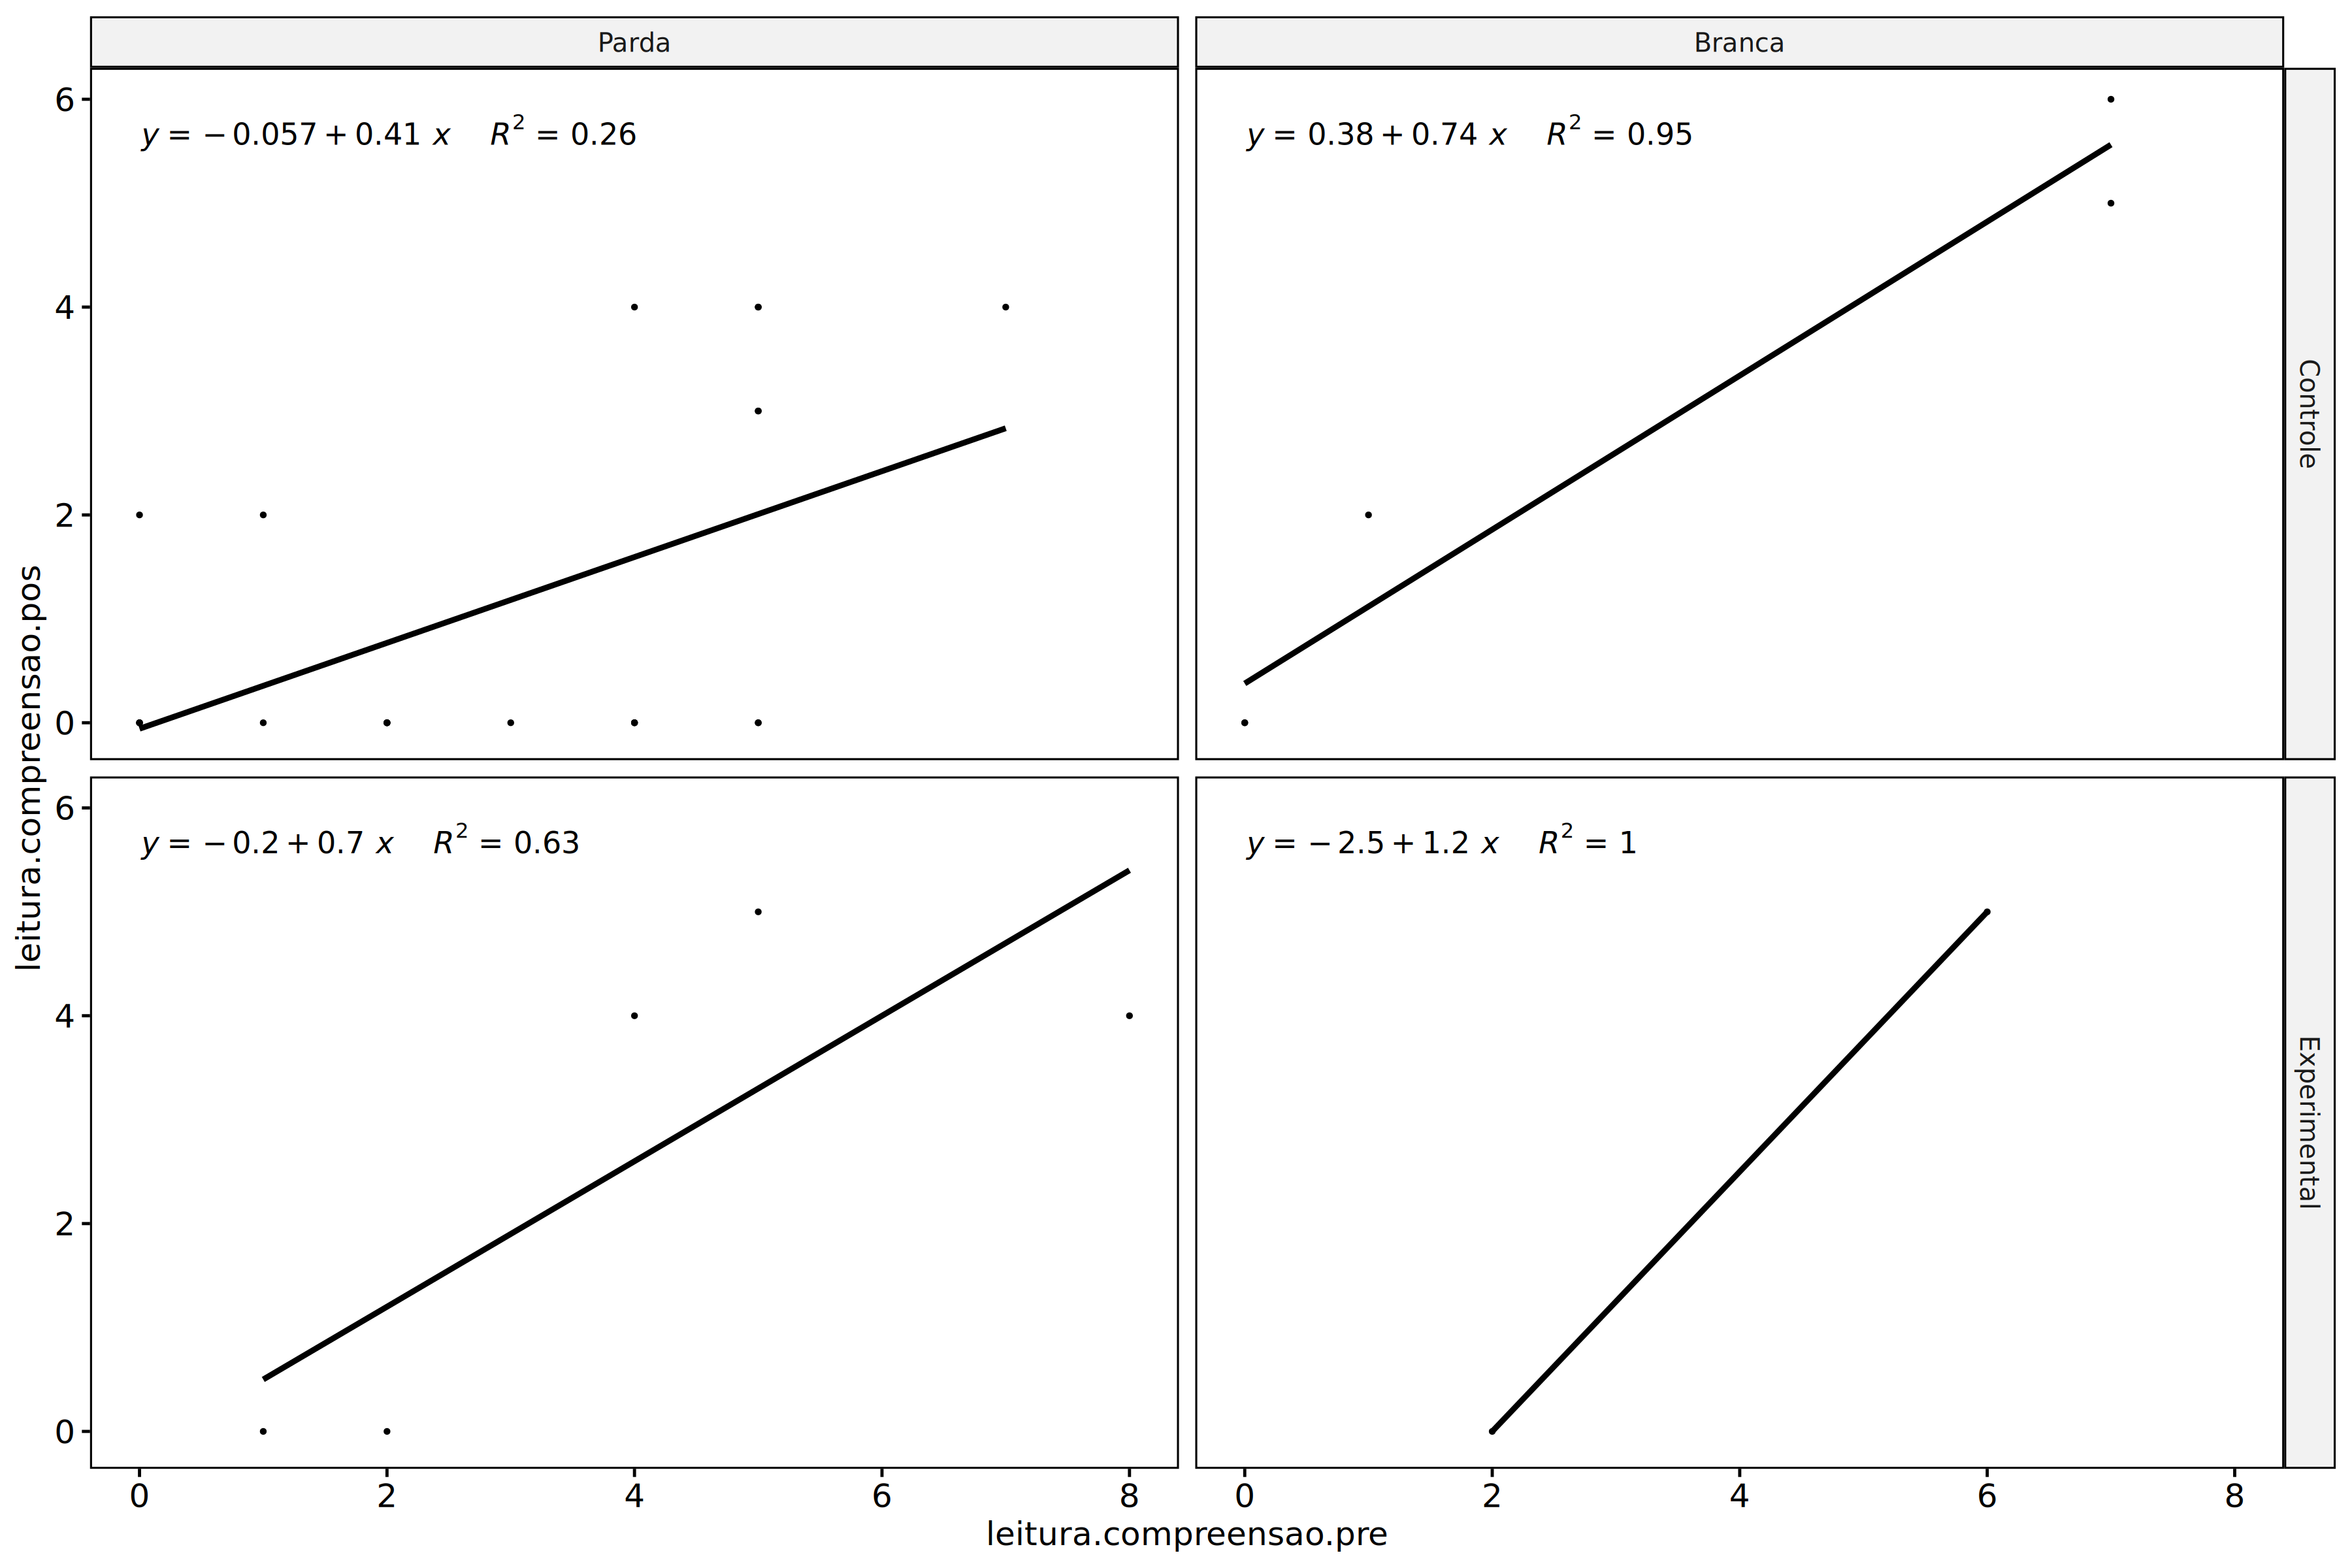 Parda
Branca
6
y = − 0.057 + 0.41 x R² = 0.26
y = 0.38 + 0.74 x R² = 0.95
4
2
0
Controle
6
y = − 0.2 + 0.7 x R² = 0.63
y = − 2.5 + 1.2 x R² = 1
4
2
0
Experimental
0 2 4 6 8
0 2 4 6 8
leitura.compreensao.pre
leitura.compreensao.pos